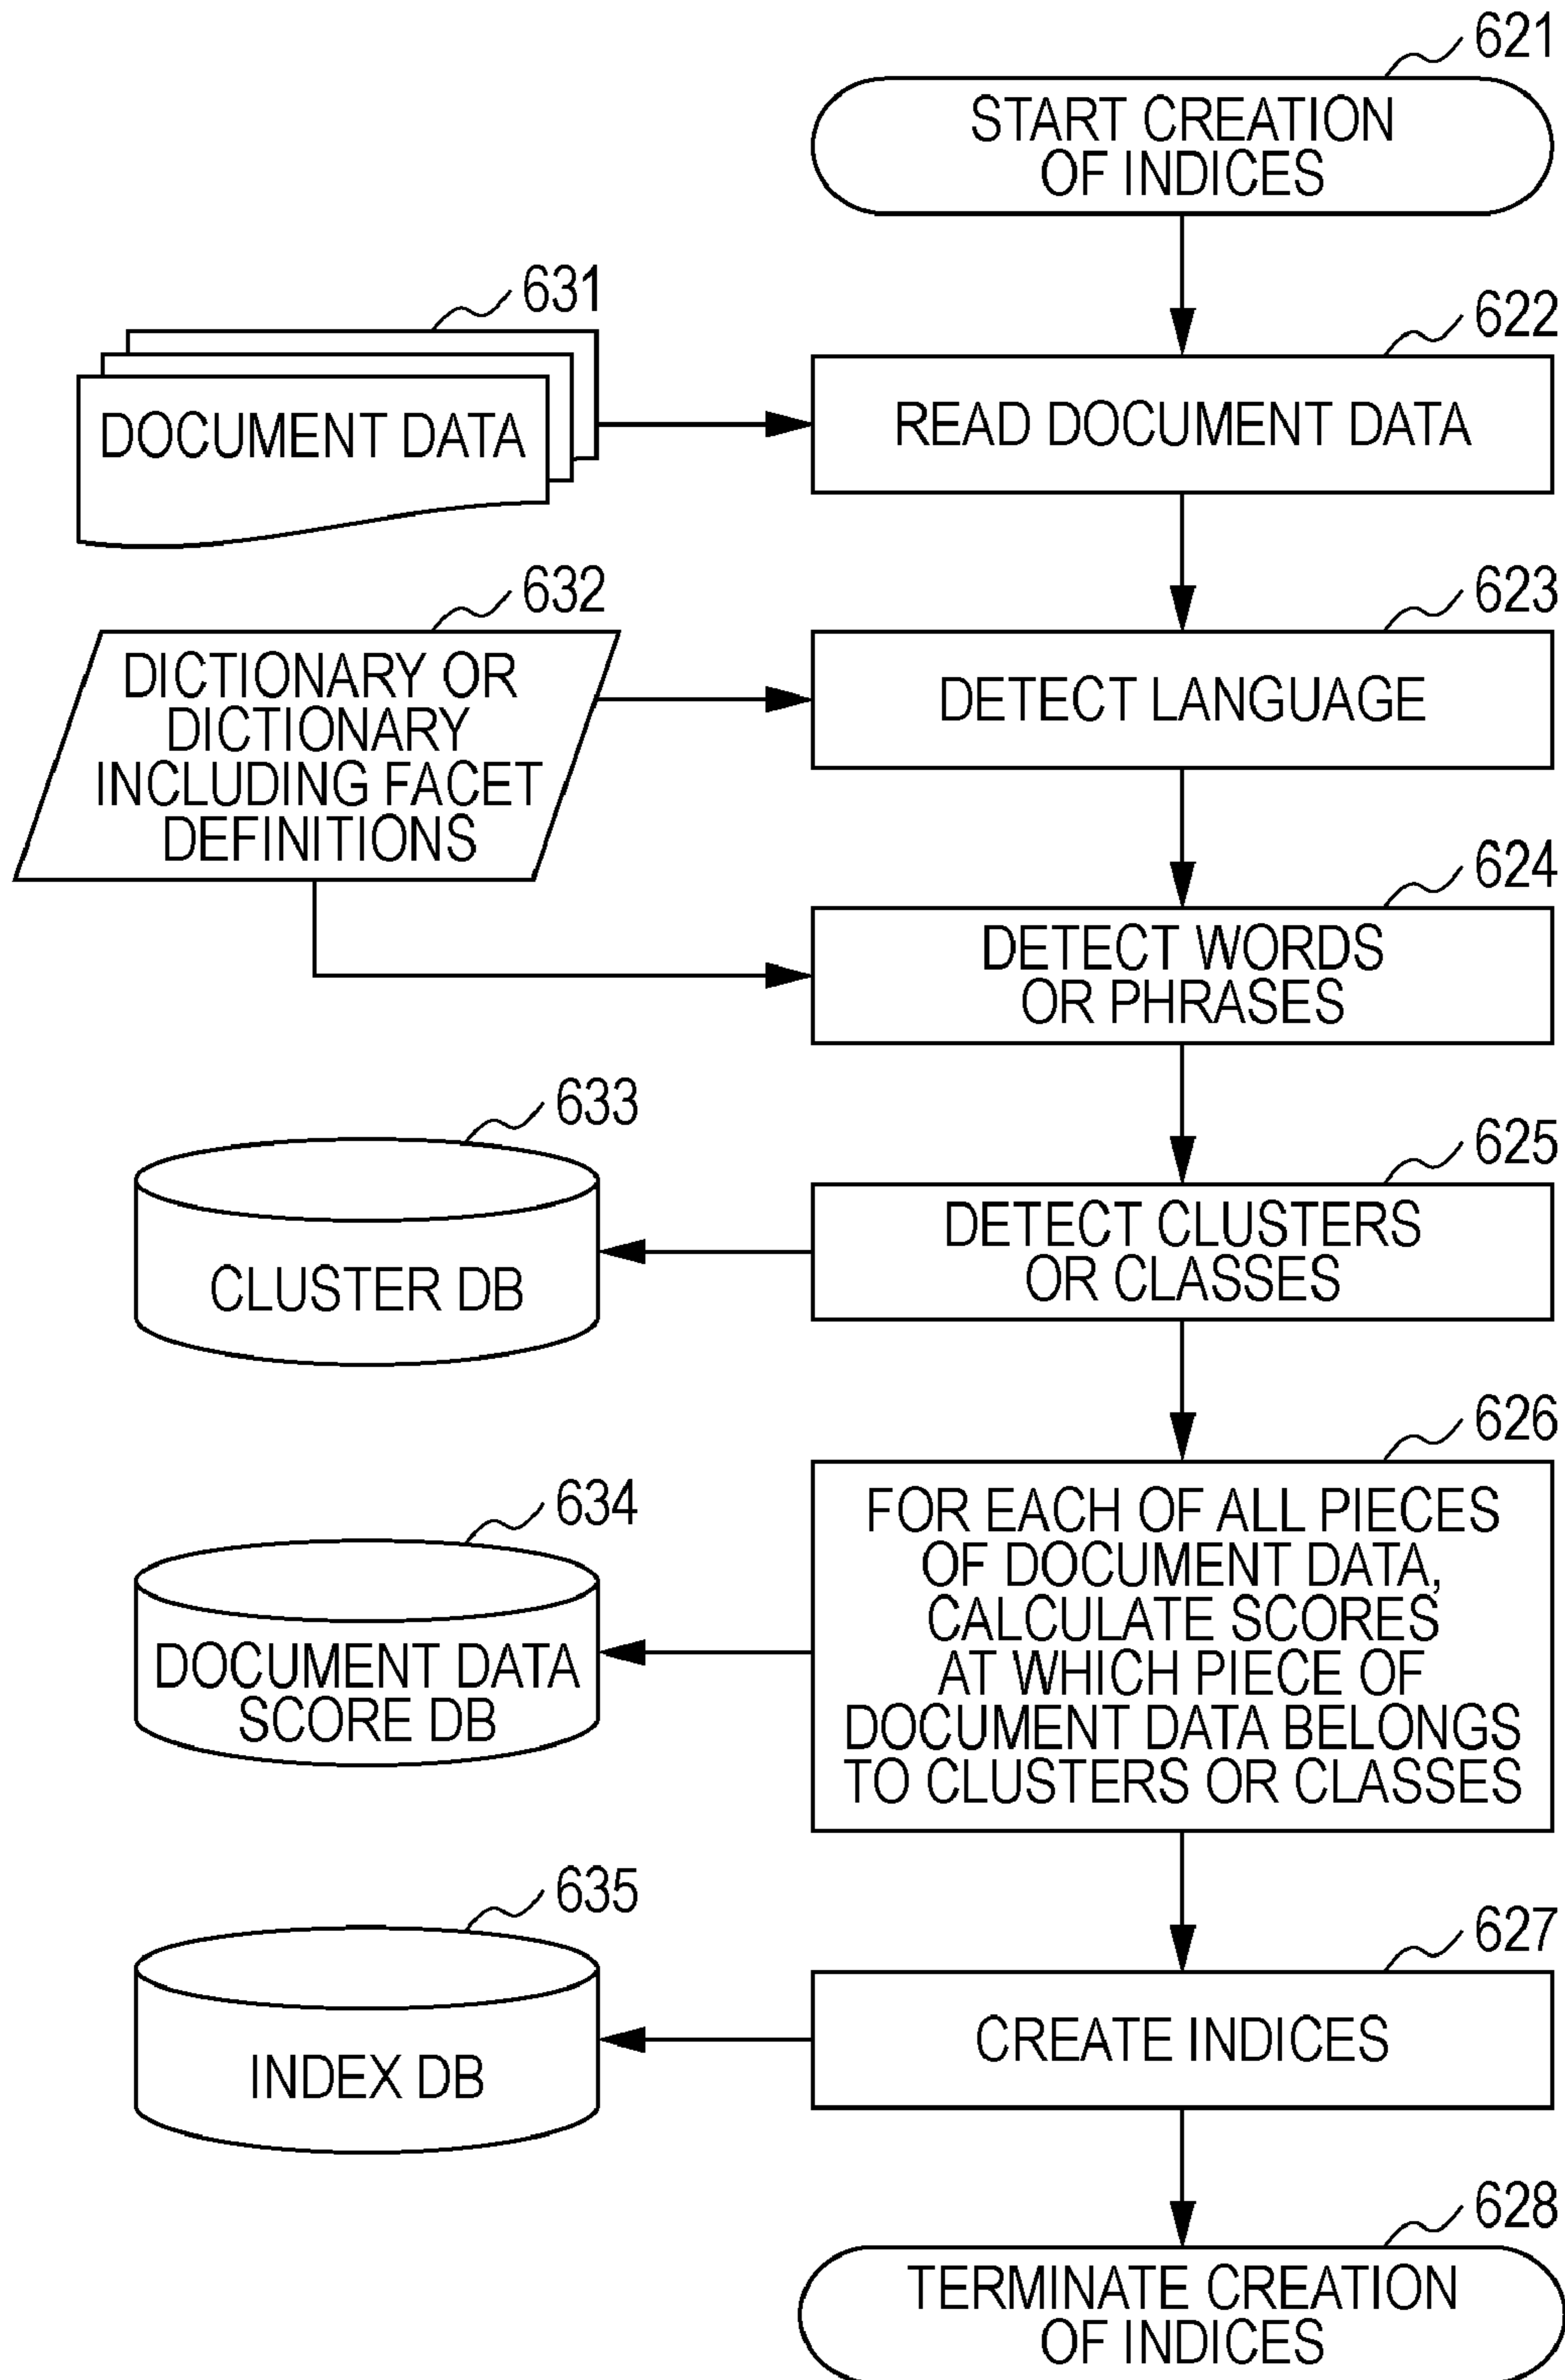 621
START CREATION
OF INDICES
631
622
DOCUMENT DATA
READ DOCUMENT DATA
632
623
DICTIONARY OR
DICTIONARY
INCLUDING FACET
DEFINITIONS
DETECT LANGUAGE
624
DETECT WORDS
OR PHRASES
633
625
CLUSTER DB
DETECT CLUSTERS
OR CLASSES
626
FOR EACH OF ALL PIECES
OF DOCUMENT DATA,
CALCULATE SCORES
AT WHICH PIECE OF
DOCUMENT DATA BELONGS
TO CLUSTERS OR CLASSES
634
DOCUMENT DATA
SCORE DB
635
627
INDEX DB
CREATE INDICES
628
TERMINATE CREATION
OF INDICES